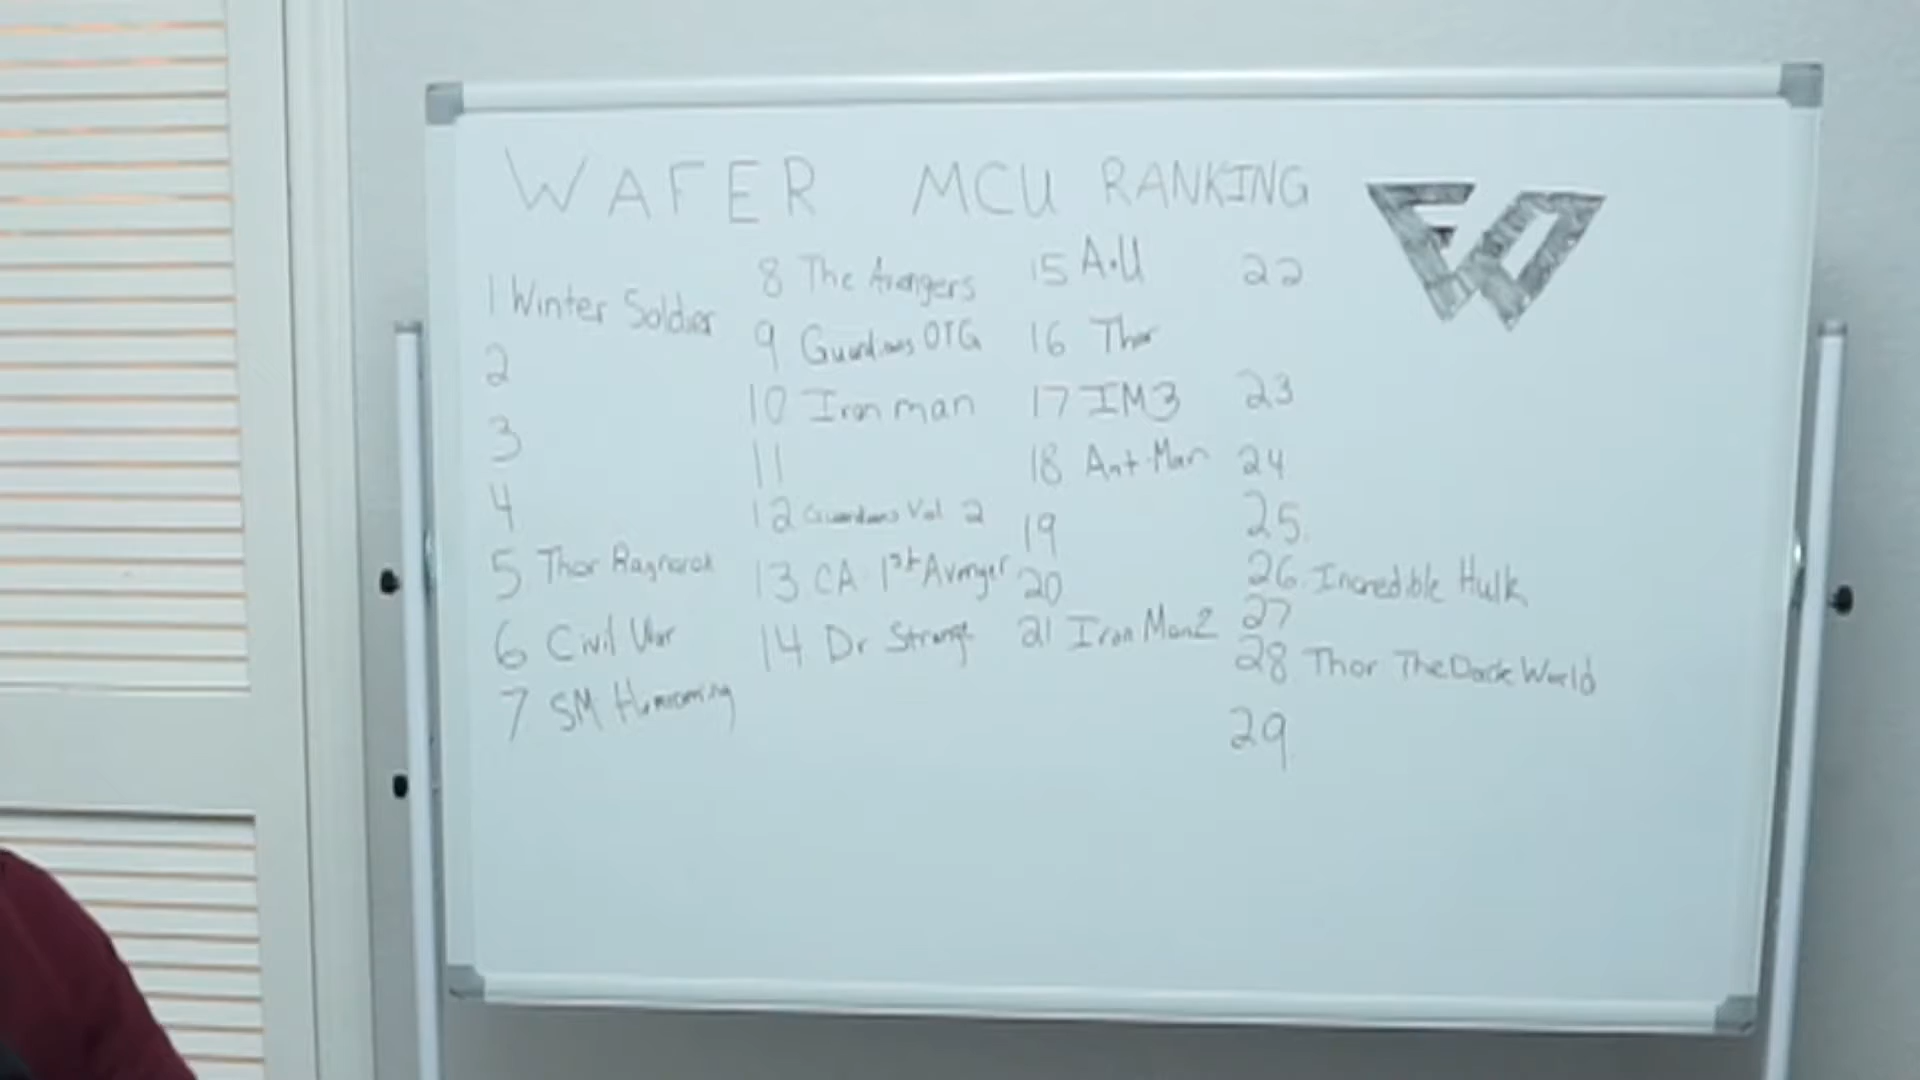 WAFER MCU RANKING
1 Winter Soldier
2
3
4
5 Thor Ragnarok
6 Civil War
7 SM Homecoming
8 The Avengers
9 Guardians OTG
10 Iron man
11
12 Guardians Vol 2
13 CA 1st Avenger
14 Dr Strange
15 A.U
16 Thor
17 IM3
18 Ant-Man
19
20
21 Iron Man2
22
23
24
25.
26. Incredible Hulk
27
28 Thor The Dark World
29